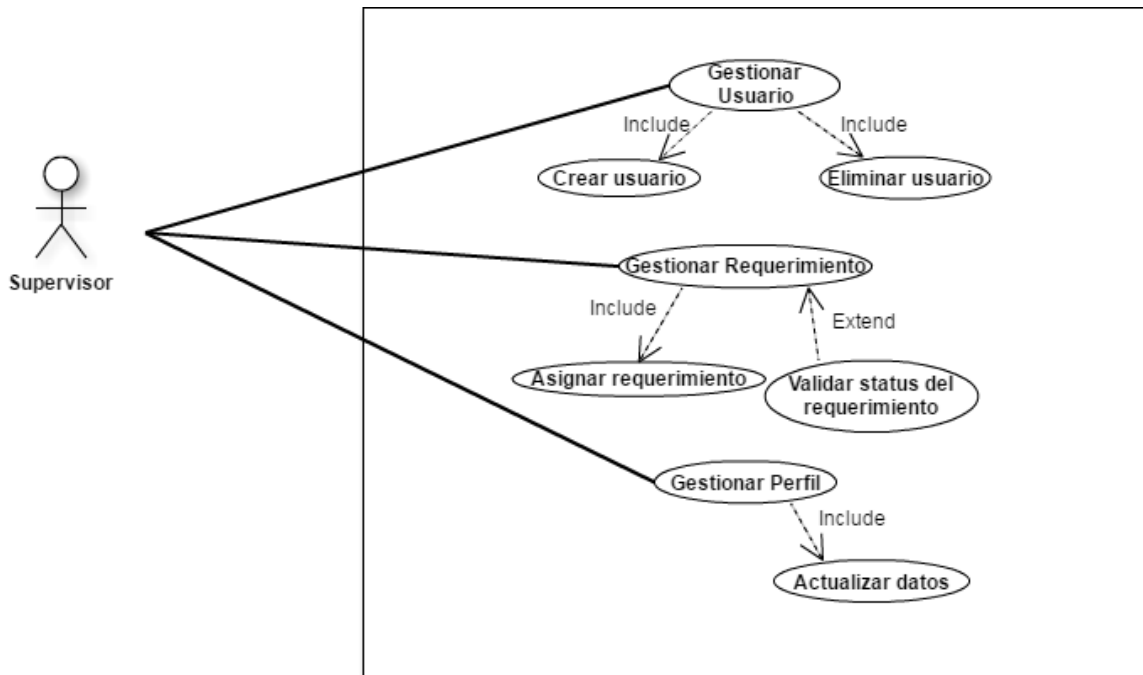 Gestionar
Usuario
Include
Include
Crear usuario
Eliminar usuario
Supervisor
Gestionar Requerimiento
Include
Extend
Asignar requerimiento
Validar status del
requerimiento
Gestionar Perfil
Include
Actualizar datos